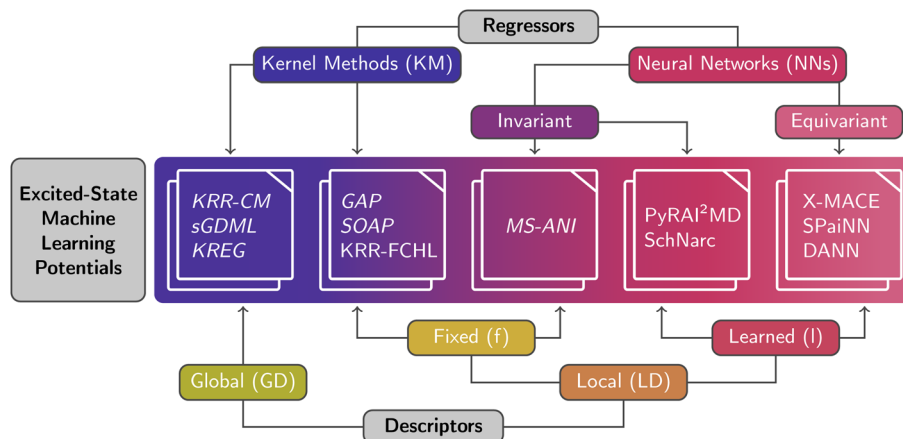 Regressors
Kernel Methods (KM)
Neural Networks (NNs)
Invariant
Equivariant
Excited-State
Machine
Learning
Potentials
KRR-CM
sGDML
KREG
GAP
SOAP
KRR-FCHL
MS-ANI
PyRAI²MD
SchNarc
X-MACE
SPaiNN
DANN
Fixed (f)
Learned (l)
Global (GD)
Local (LD)
Descriptors